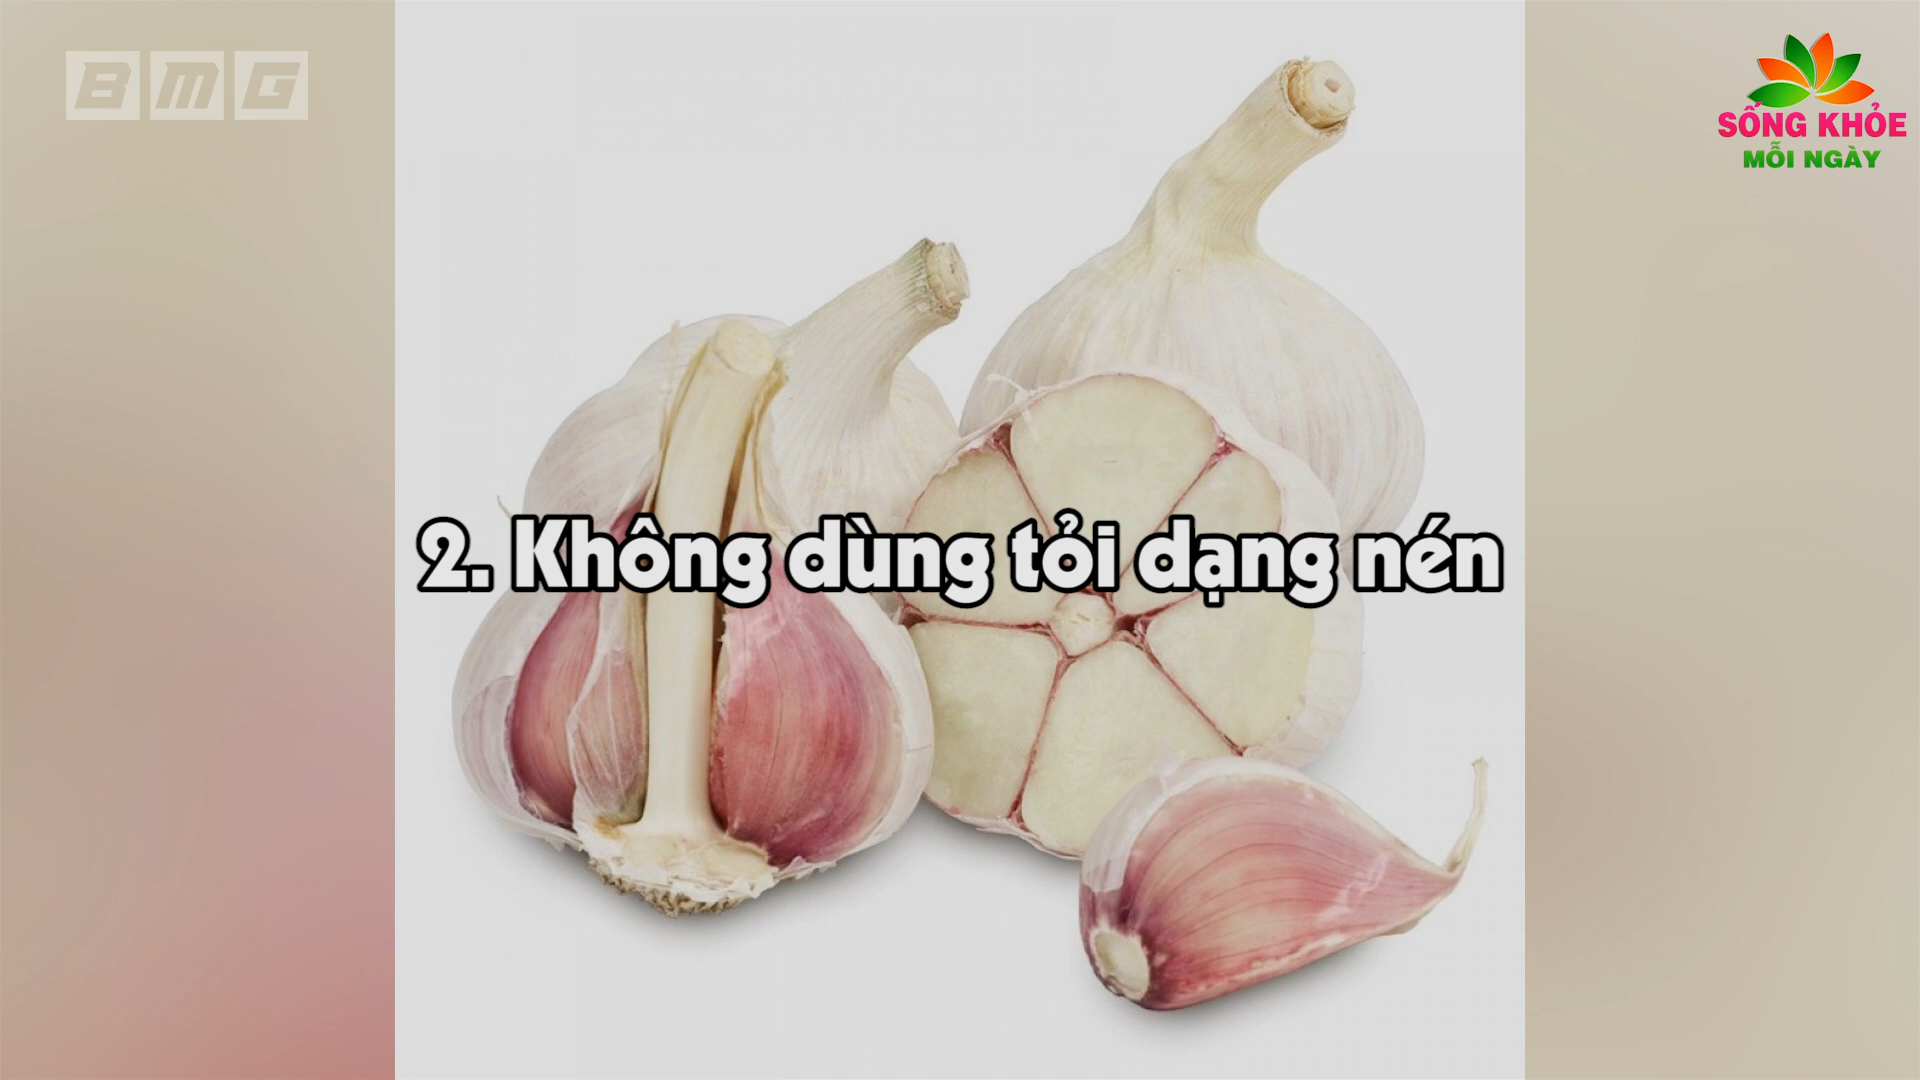 BMG
SỐNG KHỎE
MỖI NGÀY
2. Không dùng tỏi dạng nén